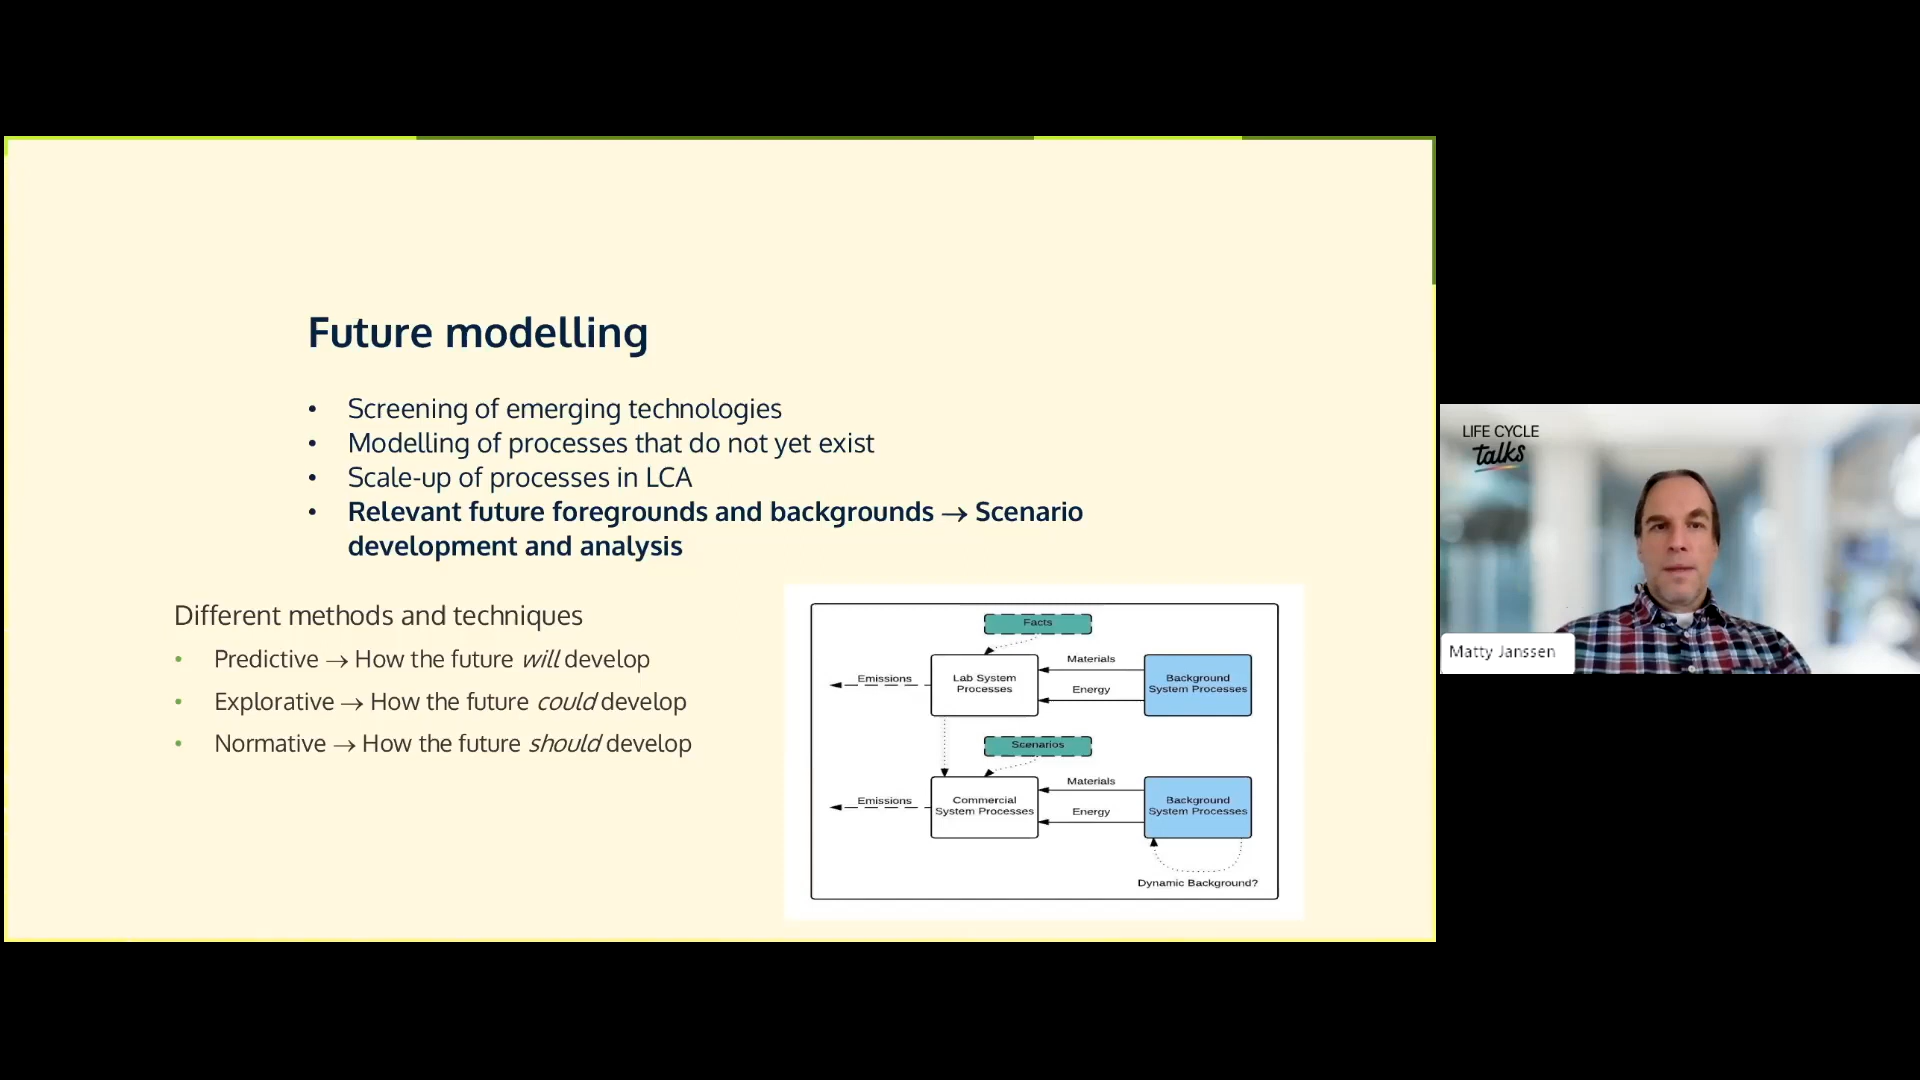 Future modelling
• Screening of emerging technologies
• Modelling of processes that do not yet exist
• Scale-up of processes in LCA
• Relevant future foregrounds and backgrounds → Scenario
development and analysis
Different methods and techniques
• Predictive → How the future will develop
• Explorative → How the future could develop
• Normative → How the future should develop
Facts
Emissions
Lab System
Processes
Materials
Energy
Background
System Processes
Scenarios
Emissions
Commercial
System Processes
Materials
Energy
Background
System Processes
Dynamic Background?
LIFE CYCLE
talks
Matty Janssen